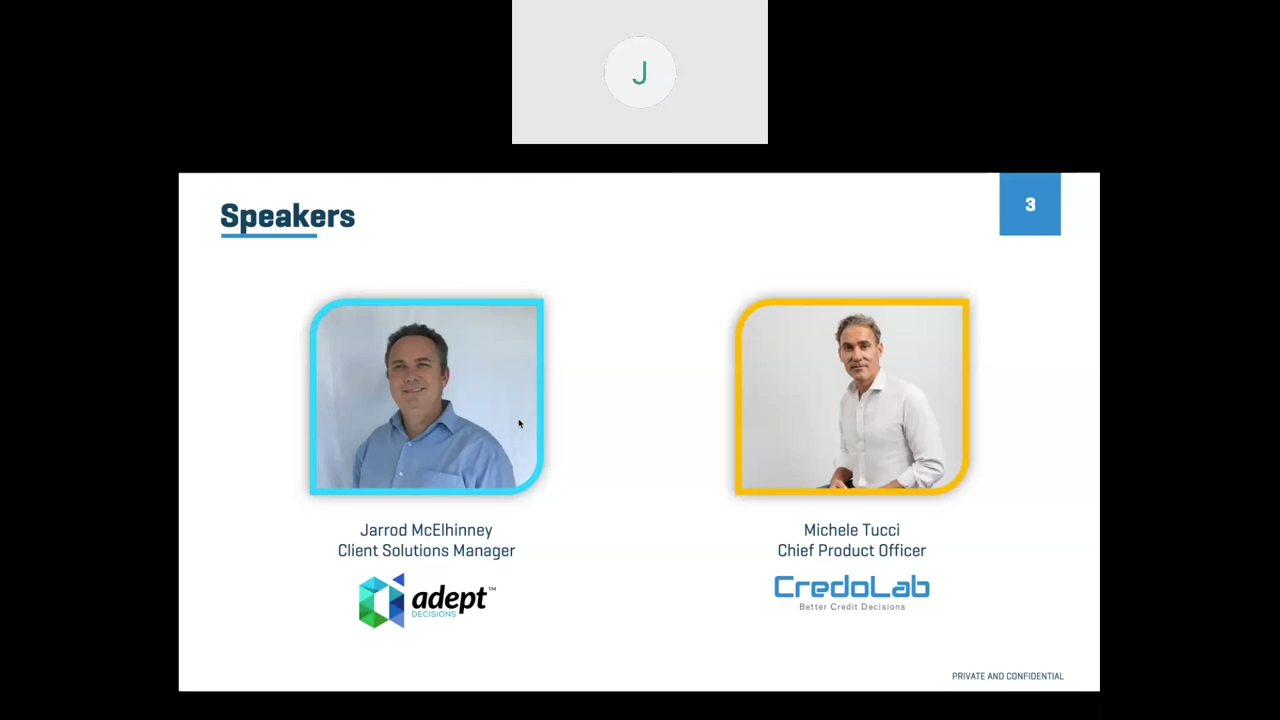 J
Speakers
3
Jarrod McElhinney
Client Solutions Manager
adept™
DECISIONS
Michele Tucci
Chief Product Officer
CredoLab
Better Credit Decisions
PRIVATE AND CONFIDENTIAL